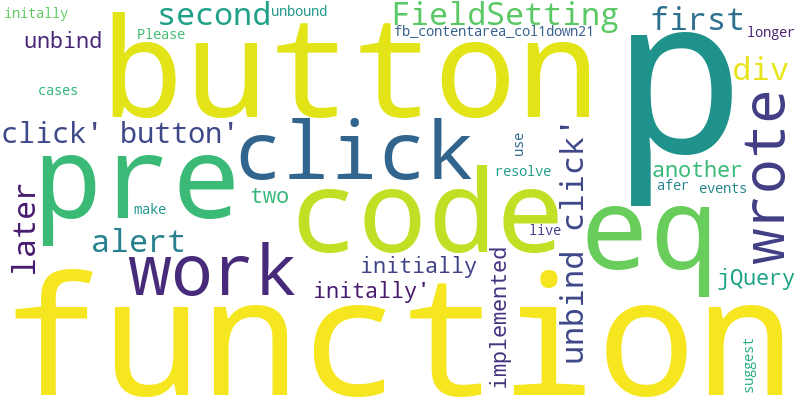 initally
second
unbound
FieldSetting
first
unbind
Please
fb_contentarea_col1down21
longer
button
p
div
cases
click' button'
click
use
unbind click'
wrote
pre
code
eq
another
resolve
afer
events
two
make
later
alert
live
work
initially
initally'
implemented
jQuery
function
suggest